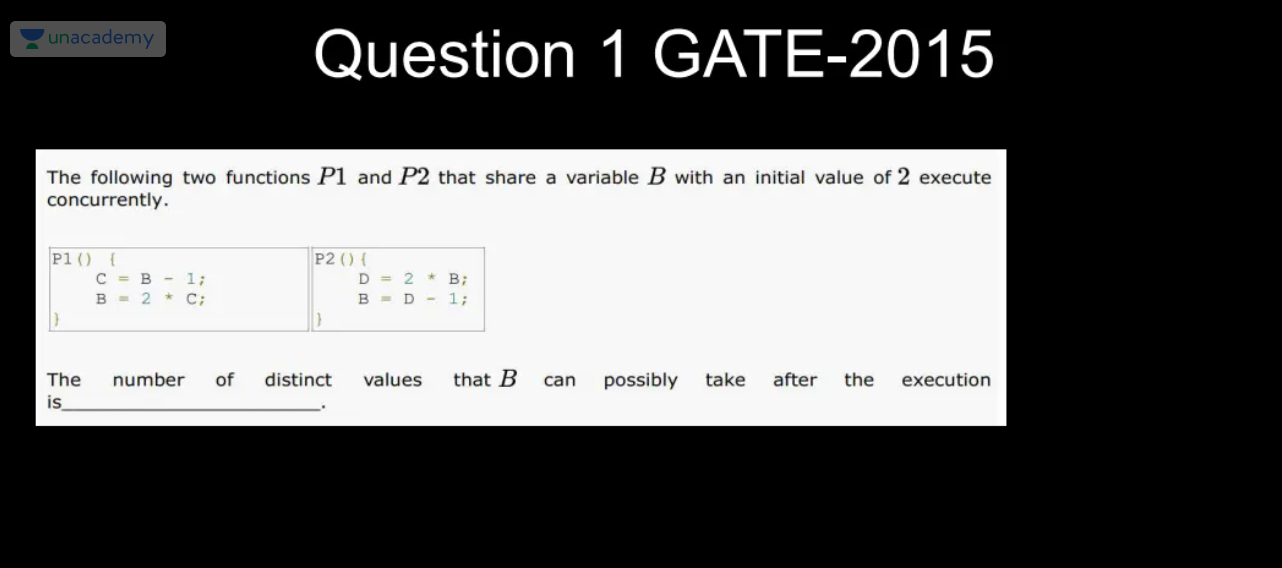 unacademy
Question 1 GATE-2015
The following two functions P1 and P2 that share a variable B with an initial value of 2 execute
concurrently.
P1() {
C = B - 1;
B = 2 * C;
}
P2(){
D = 2 * B;
B = D - 1;
}
The number of distinct values that B can possibly take after the execution
is____________________.